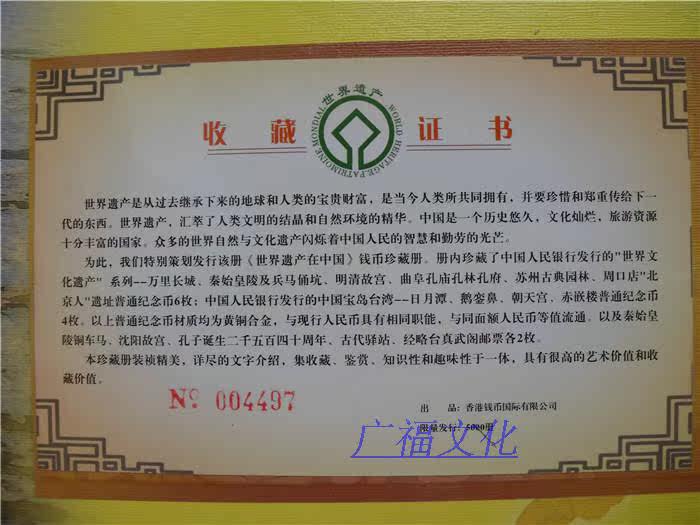 世界遗产
WORLD HERITAGE·PATRIMOINE MONDIAL
收藏证书
世界遗产是从过去继承下来的地球和人类的宝贵财富，是当今人类所共同拥有，并要珍惜和郑重传给下一
代的东西。世界遗产，汇萃了人类文明的结晶和自然环境的精华。中国是一个历史悠久，文化灿烂，旅游资源
十分丰富的国家。众多的世界自然与文化遗产闪烁着中国人民的智慧和勤劳的光芒。
为此，我们特别策划发行该册《世界遗产在中国》钱币珍藏册。册内珍藏了中国人民银行发行的"世界文
化遗产" 系列--万里长城、秦始皇陵及兵马俑坑、明清故宫、曲阜孔庙孔林孔府、苏州古典园林、周口店"北
京人"遗址普通纪念币6枚；中国人民银行发行的中国宝岛台湾--日月潭、鹅銮鼻、朝天宫、赤嵌楼普通纪念币
4枚。以上普通纪念币材质均为黄铜合金，与现行人民币具有相同职能，与同面额人民币等值流通。以及秦始皇
陵铜车马、沈阳故宫、孔子诞生二千五百四十周年、古代驿站、经略台真武阁邮票各2枚。
本珍藏册装祯精美，详尽的文字介绍，集收藏、鉴赏、知识性和趣味性于一体，具有很高的艺术价值和收
藏价值。
№ 004497
出 品：香港钱币国际有限公司
限量发行：5000册
广福文化